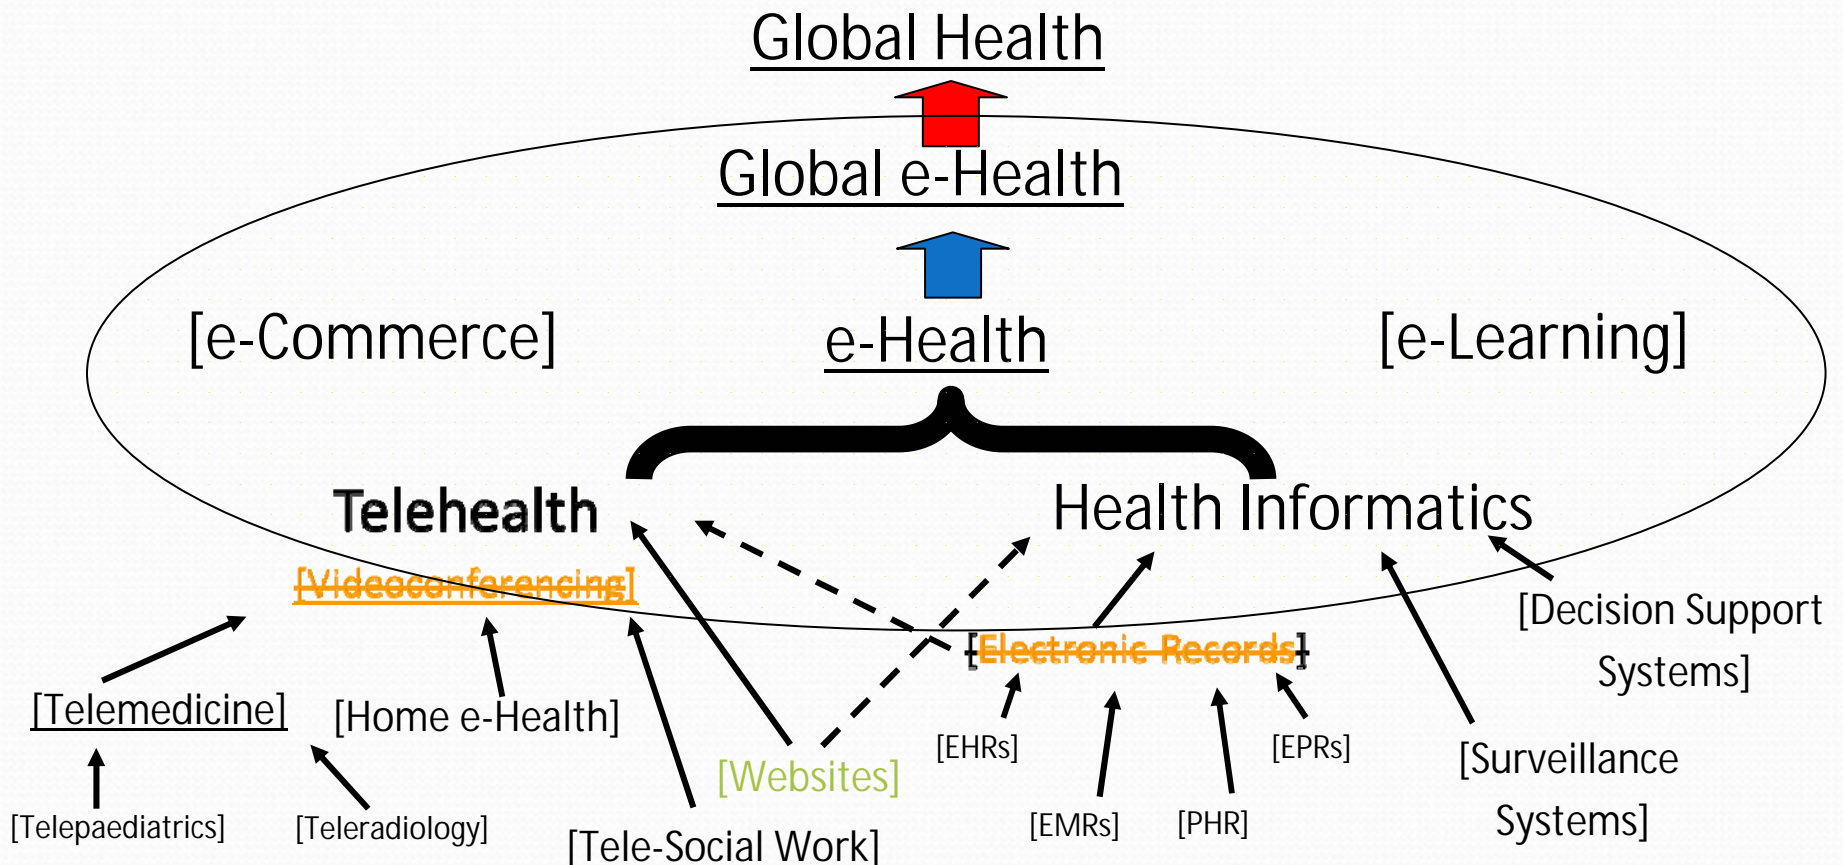 Global Health
Global e-Health
[e-Commerce]
e-Health
[e-Learning]
Telehealth
Health Informatics
[Videoconferencing]
[Electronic Records]
[Decision Support
Systems]
[Telemedicine]
[Home e-Health]
[Websites]
[EHRs]
[EPRs]
[Surveillance
Systems]
[Telepaediatrics]
[Teleradiology]
[Tele-Social Work]
[EMRs]
[PHR]